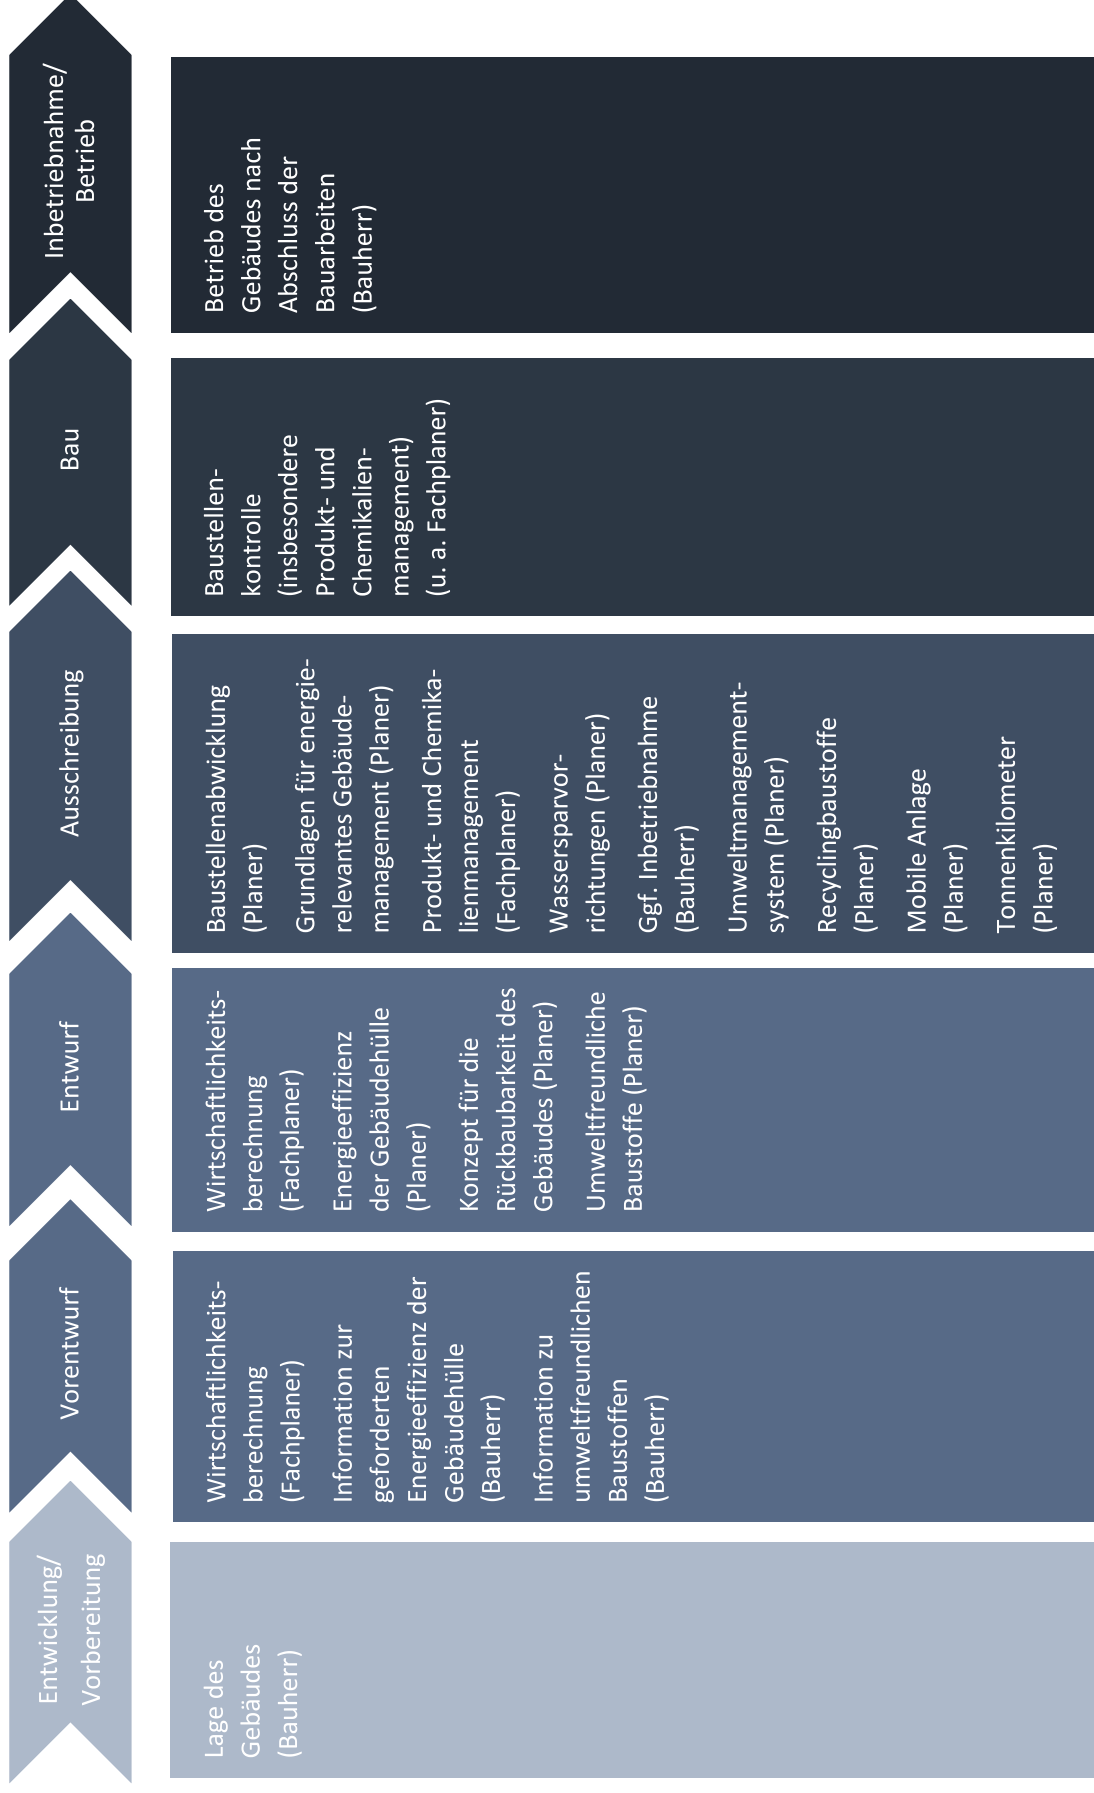 Entwicklung/
Vorbereitung
Vorentwurf
Entwurf
Ausschreibung
Bau
Inbetriebnahme/
Betrieb
Lage des
Gebäudes
(Bauherr)
Wirtschaftlichkeits-
berechnung
(Fachplaner)
Information zur
geforderten
Energieeffizienz der
Gebäudehülle
(Bauherr)
Information zu
umweltfreundlichen
Baustoffen
(Bauherr)
Wirtschaftlichkeits-
berechnung
(Fachplaner)
Energieeffizienz
der Gebäudehülle
(Planer)
Konzept für die
Rückbaubarkeit des
Gebäudes (Planer)
Umweltfreundliche
Baustoffe (Planer)
Baustellenabwicklung
(Planer)
Grundlagen für energie-
relevantes Gebäude-
management (Planer)
Produkt- und Chemika-
lienmanagement
(Fachplaner)
Wassersparvor-
richtungen (Planer)
Ggf. Inbetriebnahme
(Bauherr)
Umweltmanagement-
system (Planer)
Recyclingbaustoffe
(Planer)
Mobile Anlage
(Planer)
Tonnenkilometer
(Planer)
Baustellen-
kontrolle
(insbesondere
Produkt- und
Chemikalien-
management)
(u. a. Fachplaner)
Betrieb des
Gebäudes nach
Abschluss der
Bauarbeiten
(Bauherr)